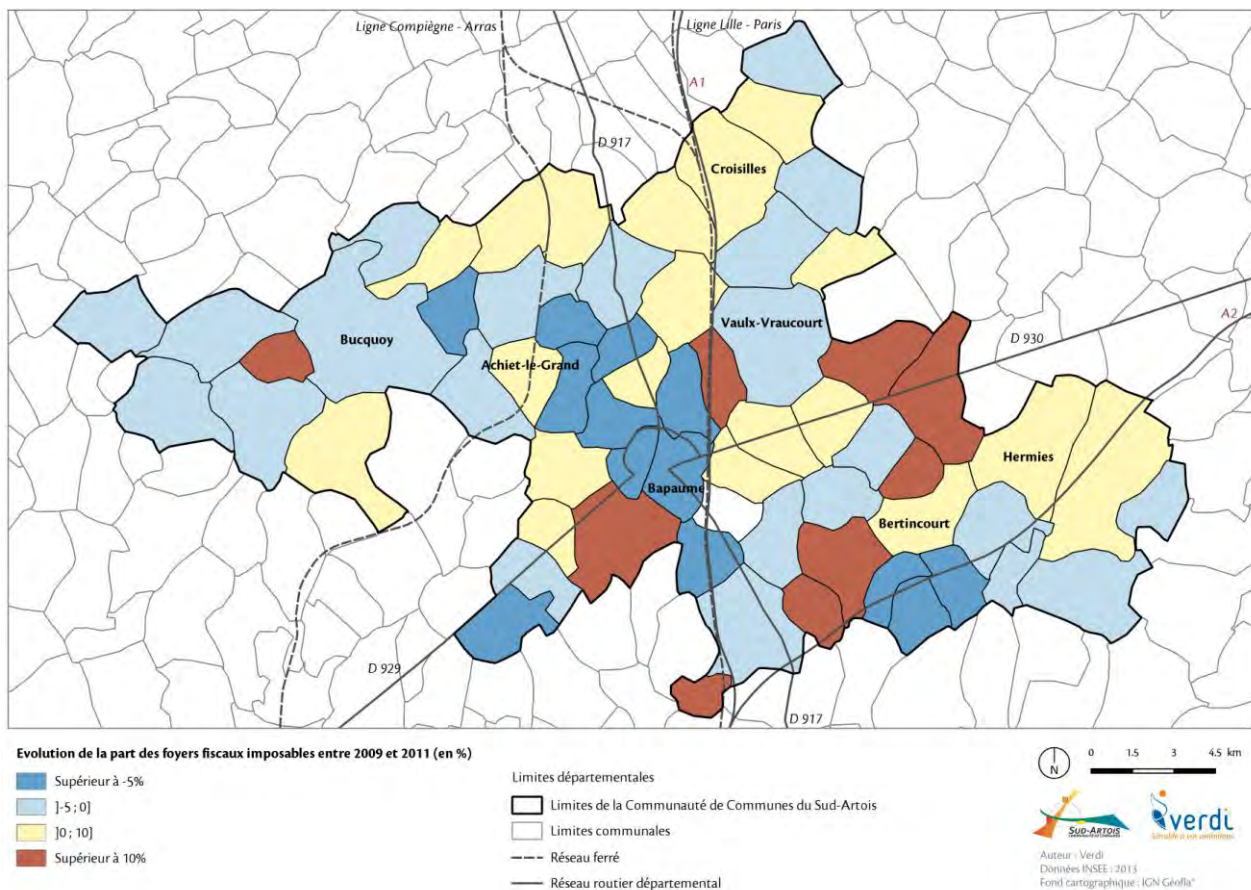 Ligne Compiègne - Arras
Ligne Lille - Paris
A1
D 917
Croisilles
Bucquoy
Vaulx-Vraucourt
D 930
A2
Achiet-le-Grand
Hermies
Bapaume
Bertincourt
D 929
D 917
Evolution de la part des foyers fiscaux imposables entre 2009 et 2011 (en %)
Supérieur à -5%
]-5 ; 0]
]0 ; 10]
Supérieur à 10%
Limites départementales
Limites de la Communauté de Communes du Sud-Artois
Limites communales
Réseau ferré
Réseau routier départemental
N
0 1.5 3 4.5 km
SUD-ARTOIS
verdi
Auteur : Verdi
Données INSEE : 2013
Fond cartographique : IGN Géofla®